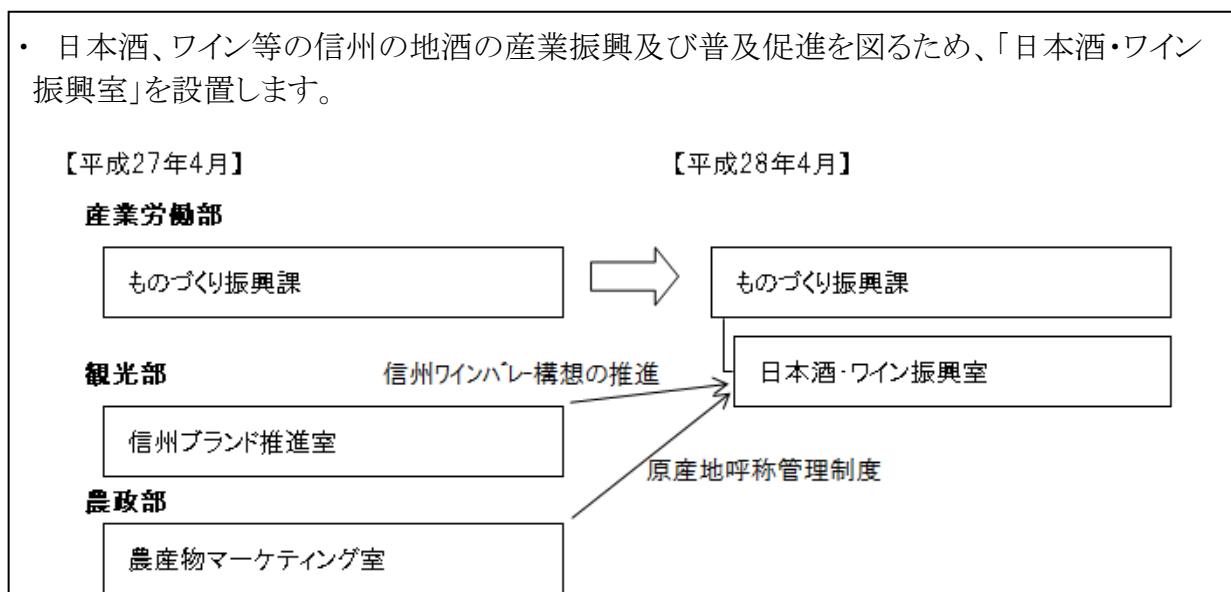 ・ 日本酒、ワイン等の信州の地酒の産業振興及び普及促進を図るため、「日本酒・ワイン
振興室」を設置します。
【平成27年4月】 【平成28年4月】
産業労働部
ものづくり振興課 ものづくり振興課
観光部 信州ワインバレー構想の推進 日本酒・ワイン振興室
信州ブランド推進室
原産地呼称管理制度
農政部
農産物マーケティング室